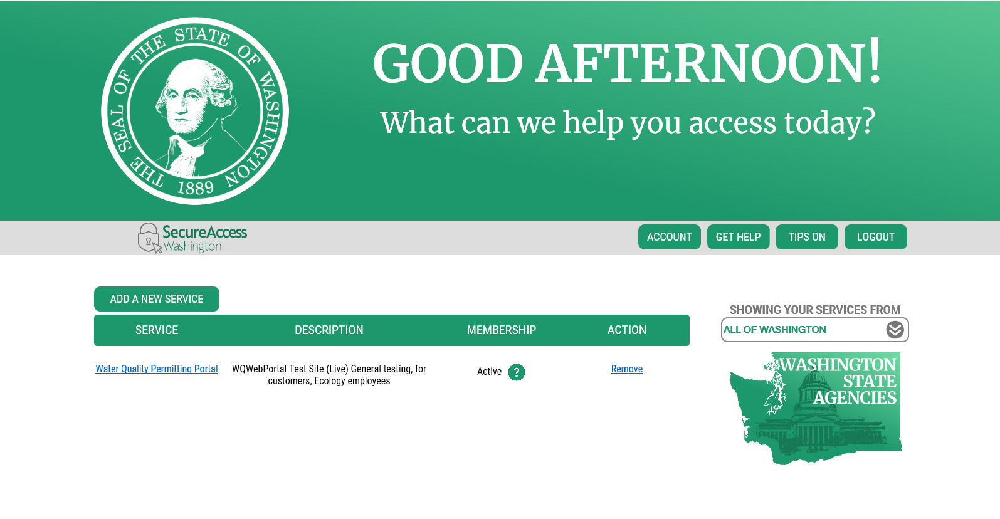 THE SEAL OF THE STATE OF WASHINGTON
1889
GOOD AFTERNOON!
What can we help you access today?
SecureAccess
Washington
ACCOUNT
GET HELP
TIPS ON
LOGOUT
ADD A NEW SERVICE
SERVICE DESCRIPTION MEMBERSHIP ACTION
Water Quality Permitting Portal
WQWebPortal Test Site (Live) General testing, for
customers, Ecology employees
Active ?
Remove
SHOWING YOUR SERVICES FROM
ALL OF WASHINGTON
WASHINGTON
STATE
AGENCIES